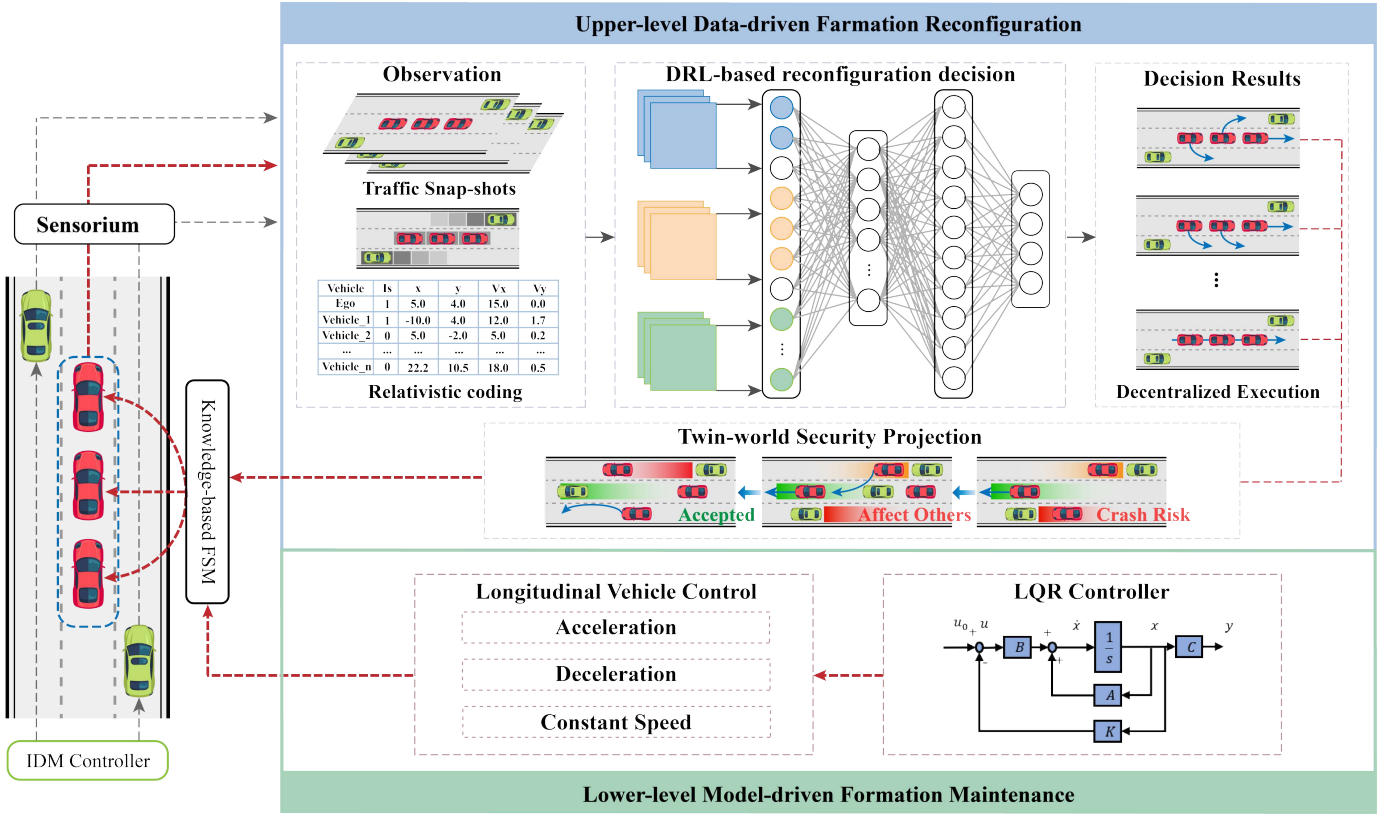 Upper-level Data-driven Farmation Reconfiguration
Observation
Traffic Snap-shots
Vehicle Is x y Vx Vy
Ego 1 5.0 4.0 15.0 0.0
Vehicle_1 1 -10.0 4.0 12.0 1.7
Vehicle_2 0 5.0 -2.0 5.0 0.2
... ... ... ... ...
Vehicle_n 0 22.2 10.5 18.0 0.5
Relativistic coding
DRL-based reconfiguration decision
...
...
Decision Results
...
Decentralized Execution
Twin-world Security Projection
Accepted
Affect Others
Crash Risk
Sensorium
Knowledge-based FSM
IDM Controller
Longitudinal Vehicle Control
Acceleration
Deceleration
Constant Speed
LQR Controller
u₀ + u - B + + ẋ 1/s x C y
A
K
Lower-level Model-driven Formation Maintenance